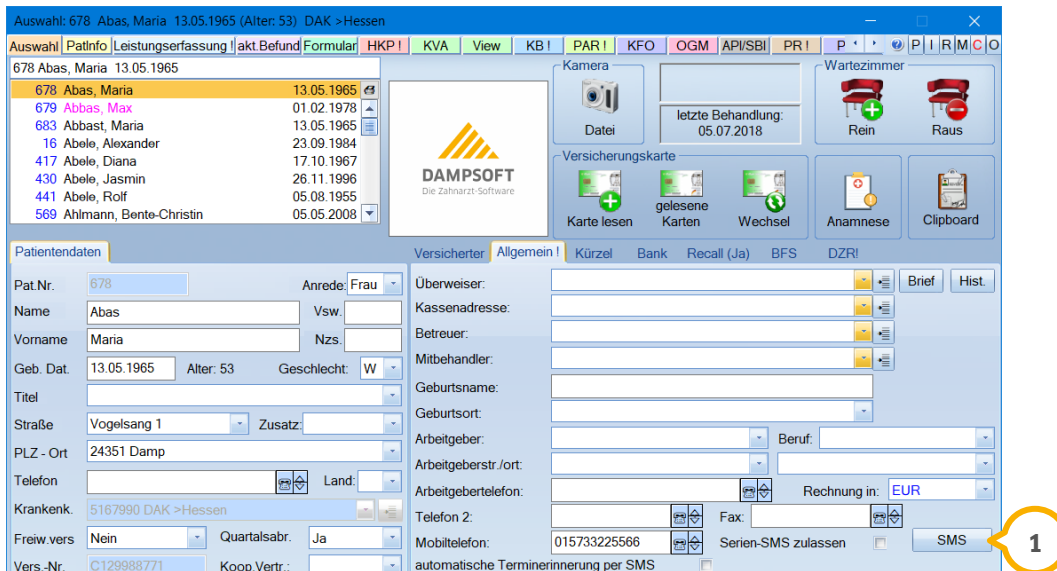 Auswahl: 678 Abas, Maria 13.05.1965 (Alter: 53) DAK >Hessen
Auswahl PatInfo Leistungserfassung ! akt.Befund Formular HKP ! KVA View KB ! PAR ! KFO OGM API/SBI PR ! P P I R M C O
678 Abas, Maria 13.05.1965
678 Abas, Maria 13.05.1965
679 Abbas, Max 01.02.1978
683 Abbast, Maria 13.05.1965
16 Abele, Alexander 23.09.1984
417 Abele, Diana 17.10.1967
430 Abele, Jasmin 26.11.1996
441 Abele, Rolf 05.08.1955
569 Ahlmann, Bente-Christin 05.05.2008
DAMPSOFT
Die Zahnarzt-Software
Kamera
Datei
letzte Behandlung:
05.07.2018
Wartezimmer
Rein Raus
Versicherungskarte
Karte lesen
gelesene
Karten
Wechsel
Anamnese
Clipboard
Patientendaten
Pat.Nr. 678 Anrede: Frau
Name Abas Vsw.
Vorname Maria Nzs.
Geb. Dat. 13.05.1965 Alter: 53 Geschlecht: W
Titel
Straße Vogelsang 1 Zusatz:
PLZ - Ort 24351 Damp
Telefon Land:
Krankenk. 5167990 DAK >Hessen
Freiw.vers Nein Quartalsabr. Ja
Vers.-Nr. C129988771 Koop.Vertr.:
Versicherter Allgemein ! Kürzel Bank Recall (Ja) BFS DZR!
Überweiser: Brief Hist.
Kassenadresse:
Betreuer:
Mitbehandler:
Geburtsname:
Geburtsort:
Arbeitgeber: Beruf:
Arbeitgeberstr./ort:
Arbeitgebertelefon: Rechnung in: EUR
Telefon 2: Fax:
Mobiltelefon: 015733225566 Serien-SMS zulassen SMS
automatische Terminerinnerung per SMS
1